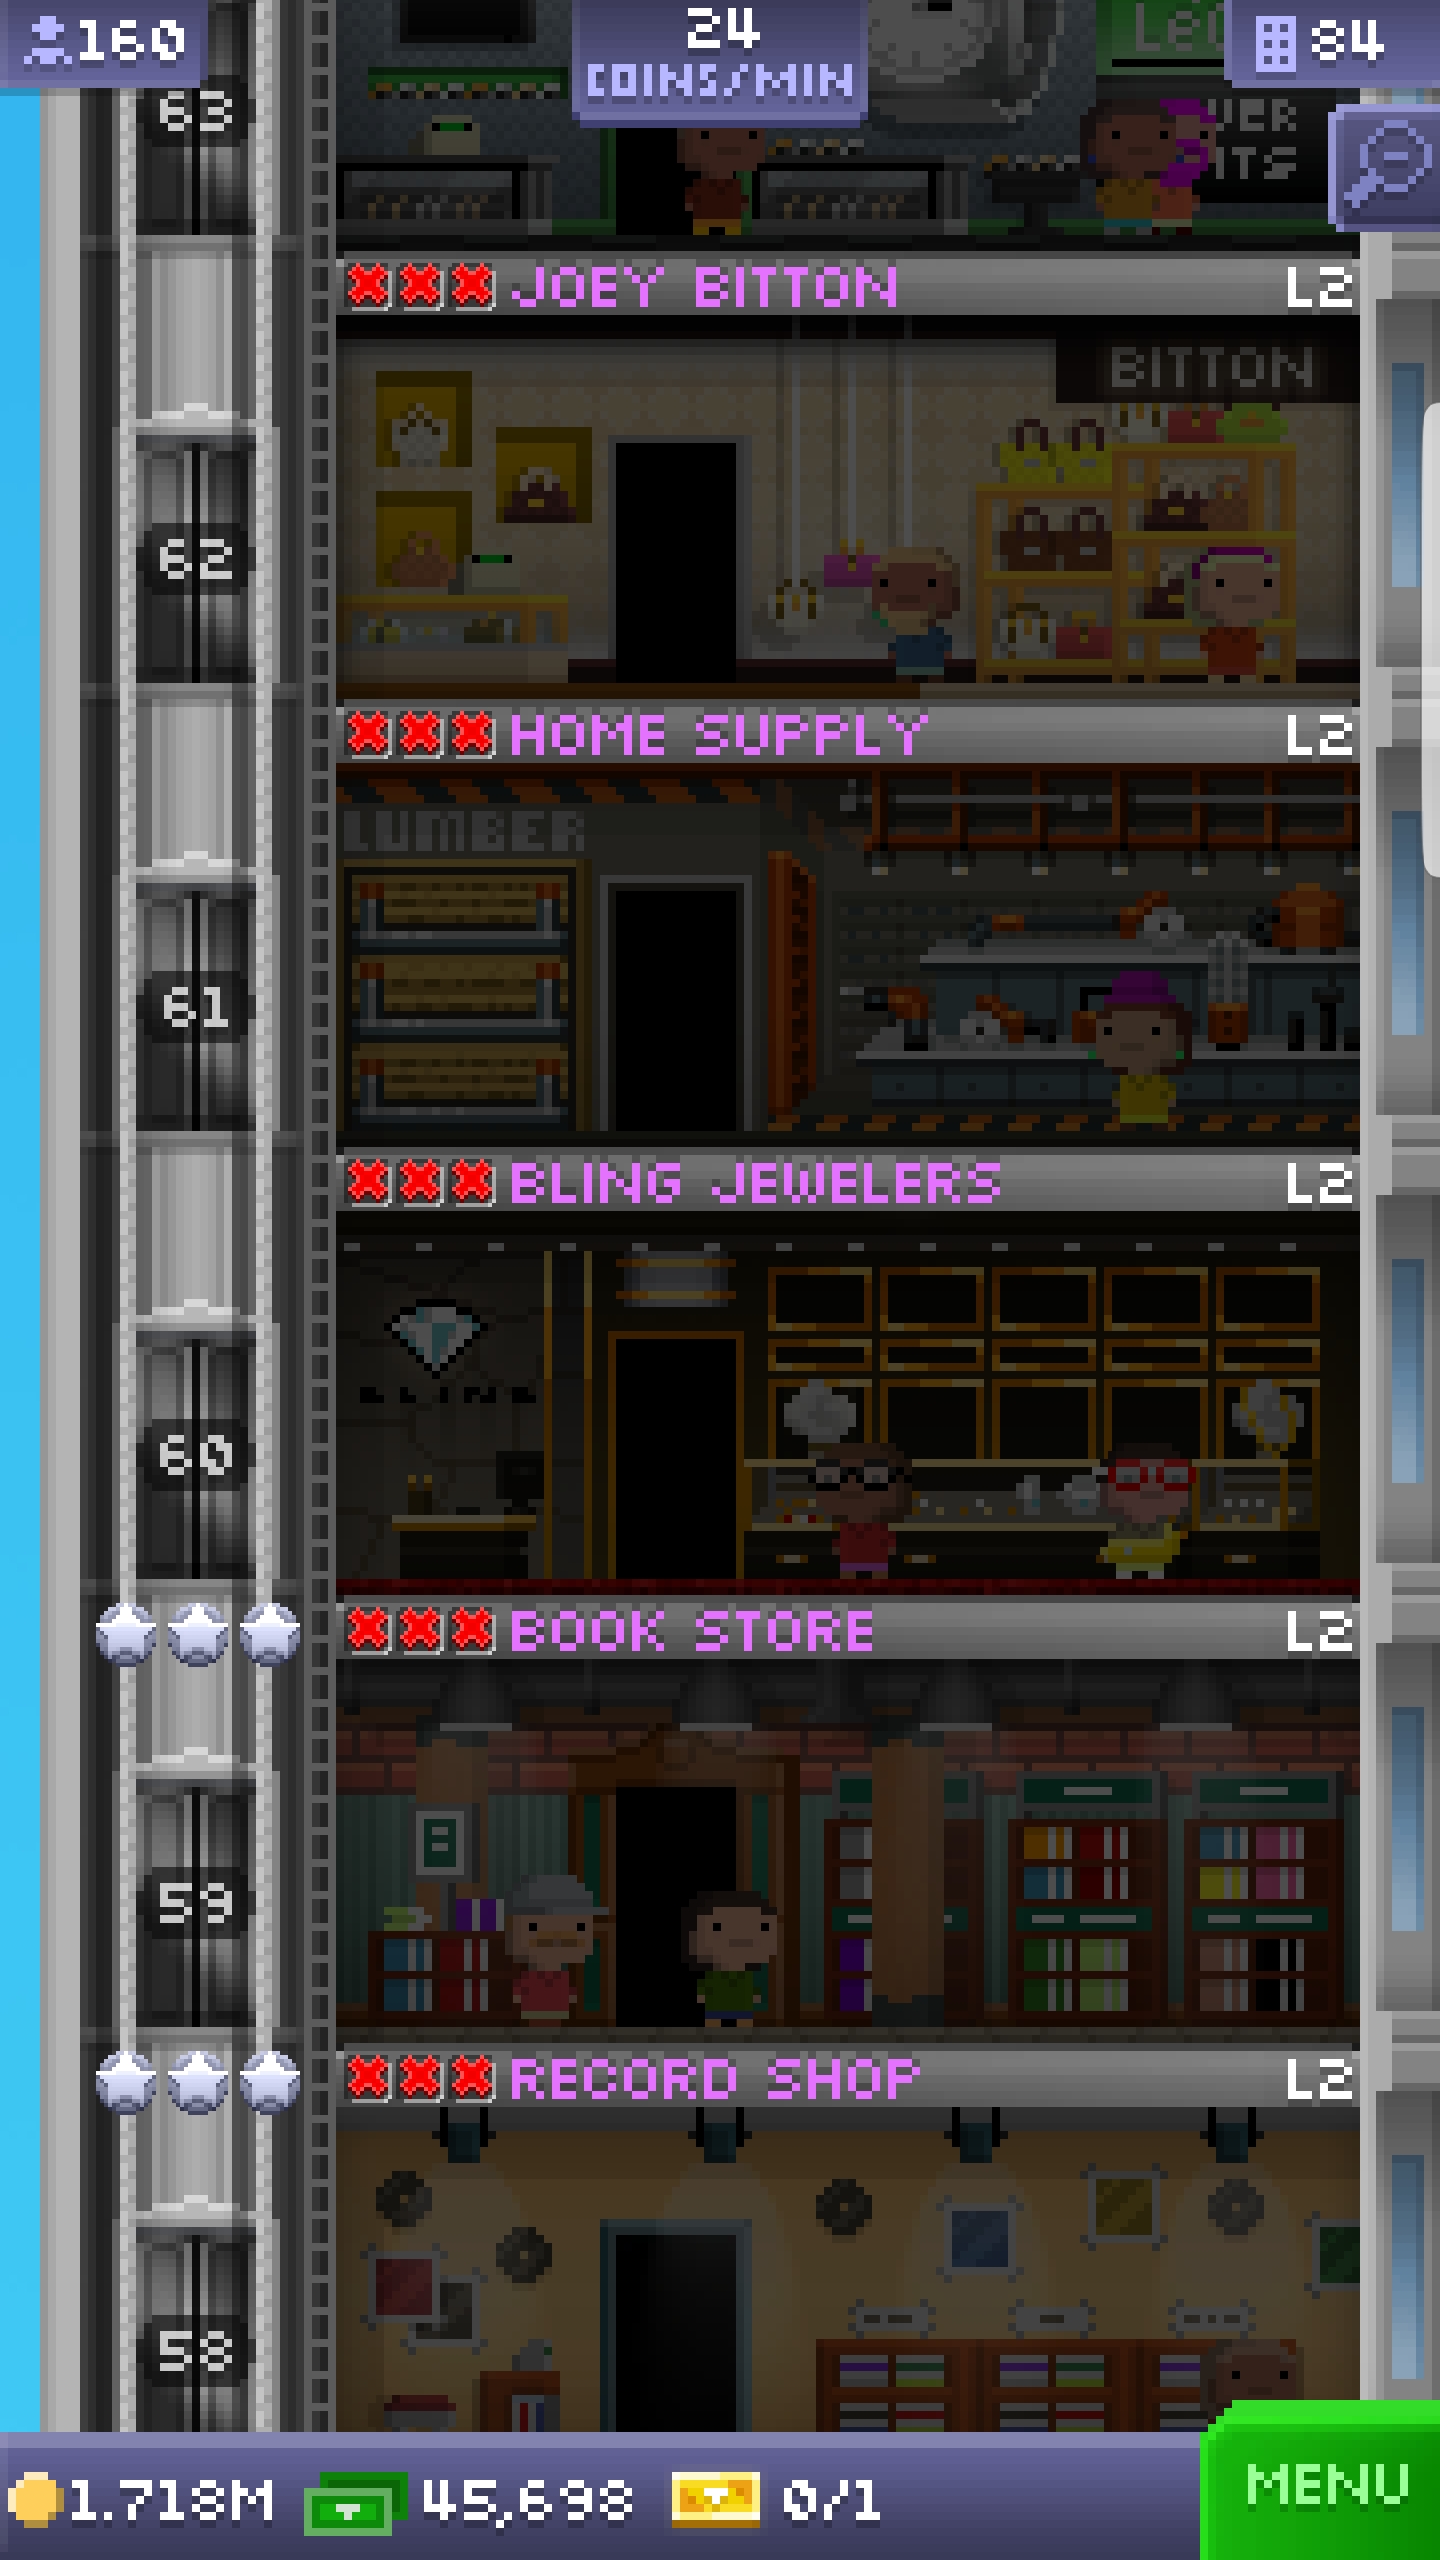 160
24
COINS/MIN
84
63
JOEY BITTON L2
BITTON
62
HOME SUPPLY L2
LUMBER
61
BLING JEWELERS L2
60
BOOK STORE L2
59
RECORD SHOP L2
58
1.718M 45,698 0/1
MENU